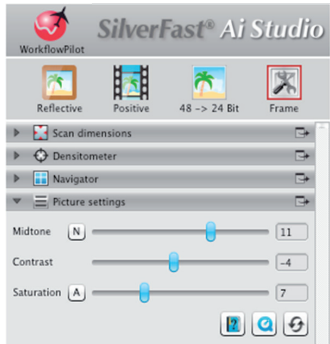 SilverFast® Ai Studio
WorkflowPilot
Reflective Positive 48 -> 24 Bit Frame
Scan dimensions
Densitometer
Navigator
Picture settings
Midtone N 11
Contrast -4
Saturation A 7
?